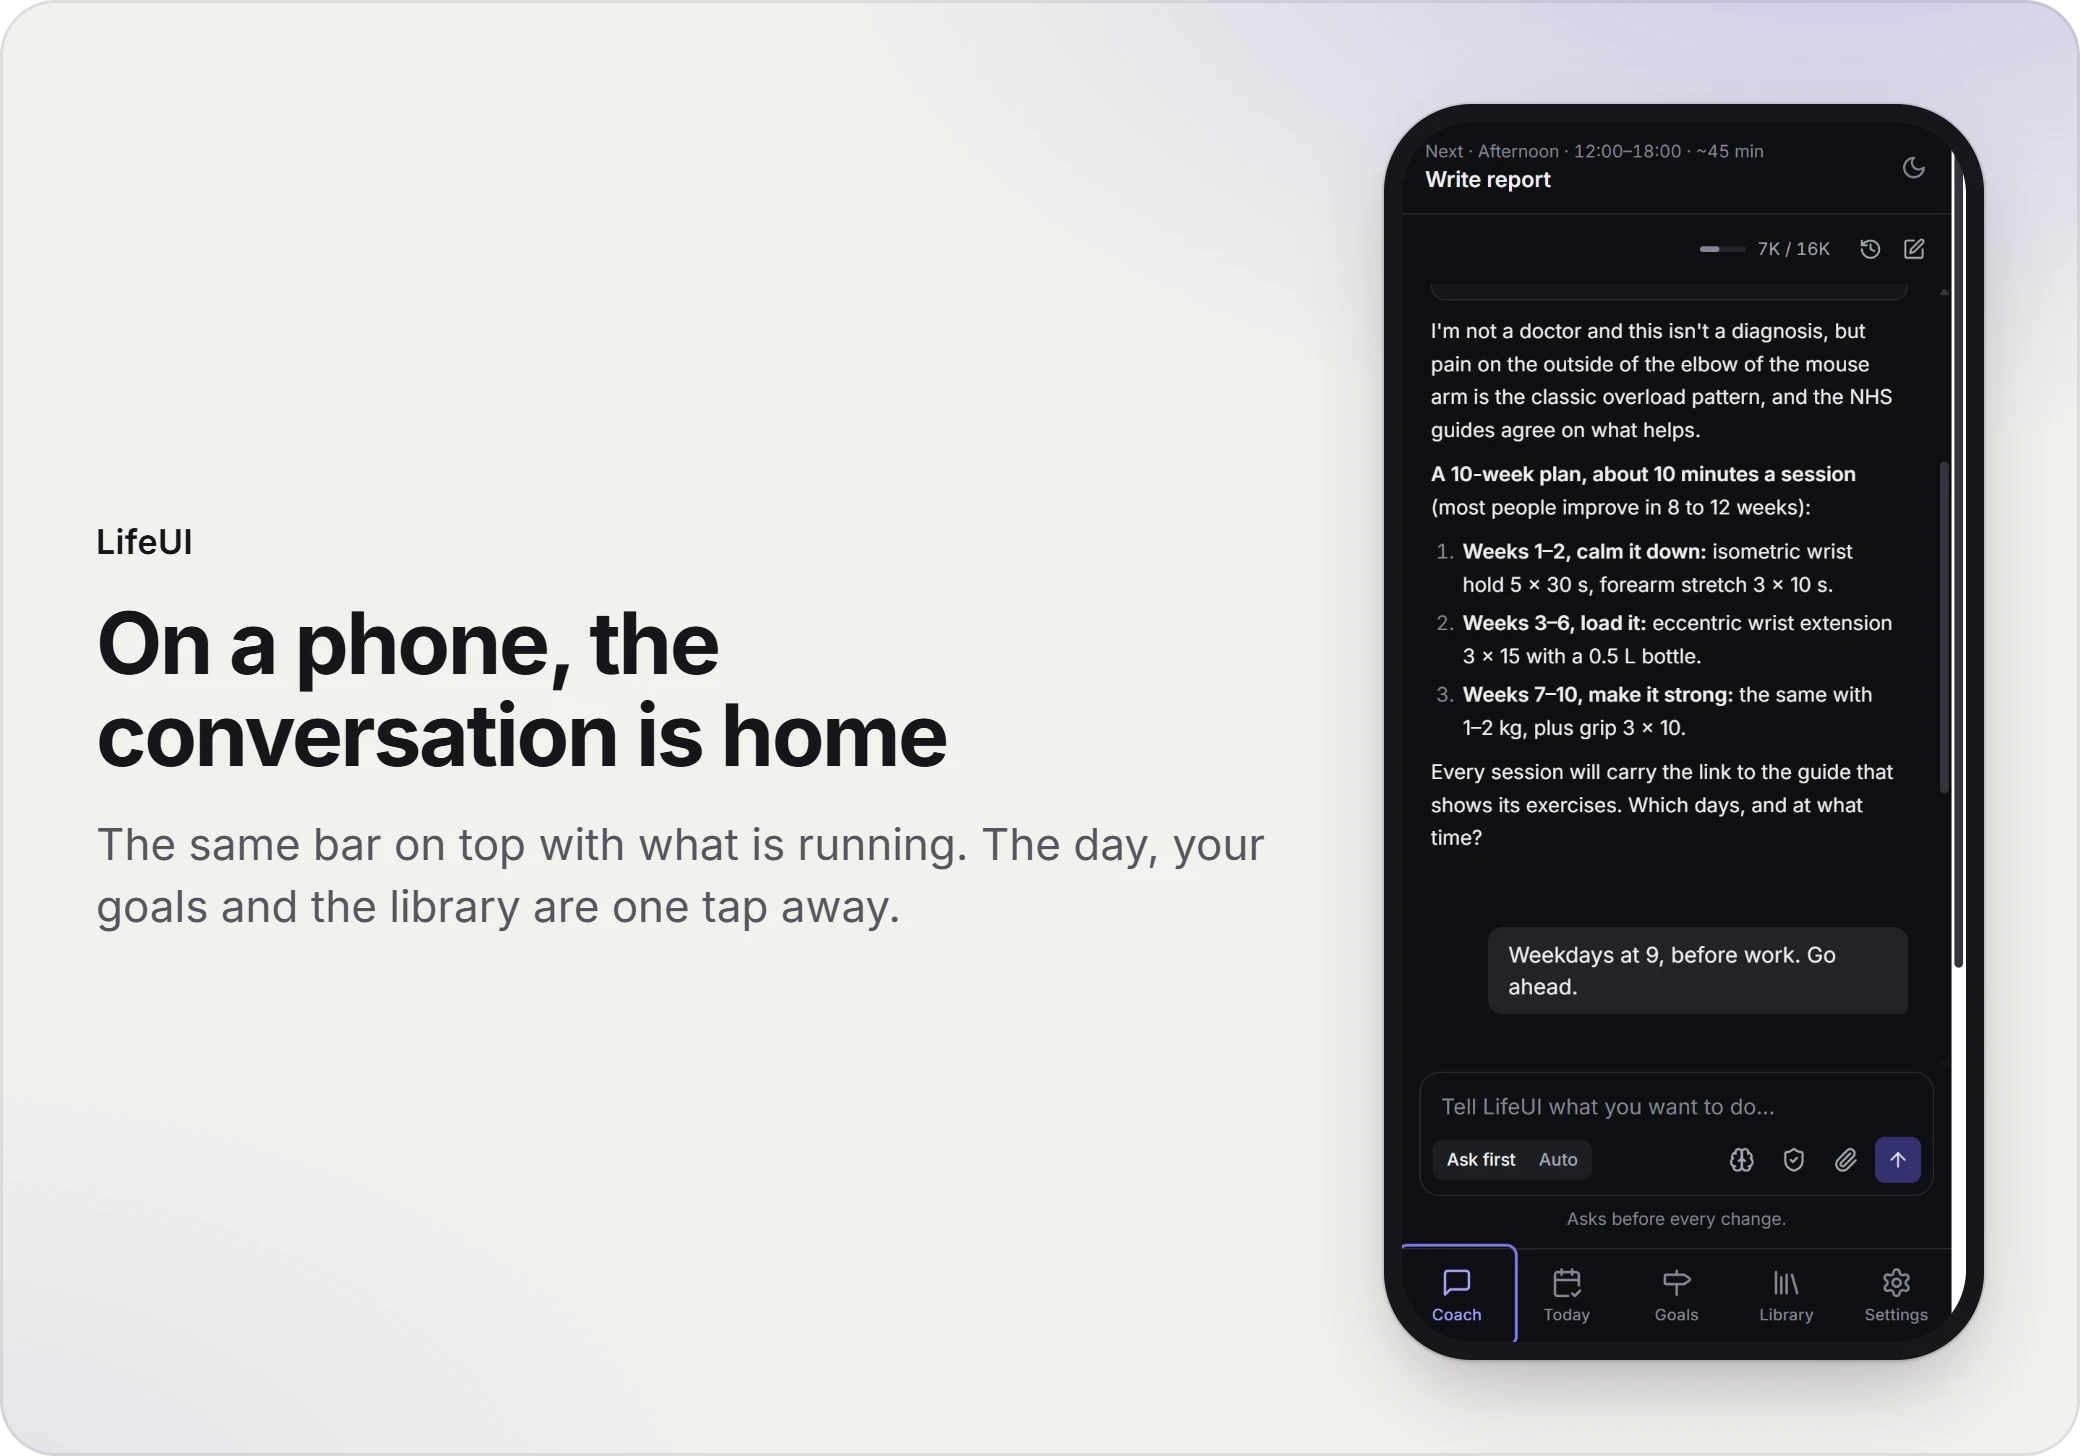 LifeUI
On a phone, the
conversation is home
The same bar on top with what is running. The day, your
goals and the library are one tap away.
Next · Afternoon · 12:00–18:00 · ~45 min
Write report
7K / 16K
I'm not a doctor and this isn't a diagnosis, but
pain on the outside of the elbow of the mouse
arm is the classic overload pattern, and the NHS
guides agree on what helps.
A 10-week plan, about 10 minutes a session
(most people improve in 8 to 12 weeks):
1. Weeks 1–2, calm it down: isometric wrist
hold 5 × 30 s, forearm stretch 3 × 10 s.
2. Weeks 3–6, load it: eccentric wrist extension
3 × 15 with a 0.5 L bottle.
3. Weeks 7–10, make it strong: the same with
1–2 kg, plus grip 3 × 10.
Every session will carry the link to the guide that
shows its exercises. Which days, and at what
time?
Weekdays at 9, before work. Go
ahead.
Tell LifeUI what you want to do...
Ask first Auto
Asks before every change.
Coach Today Goals Library Settings